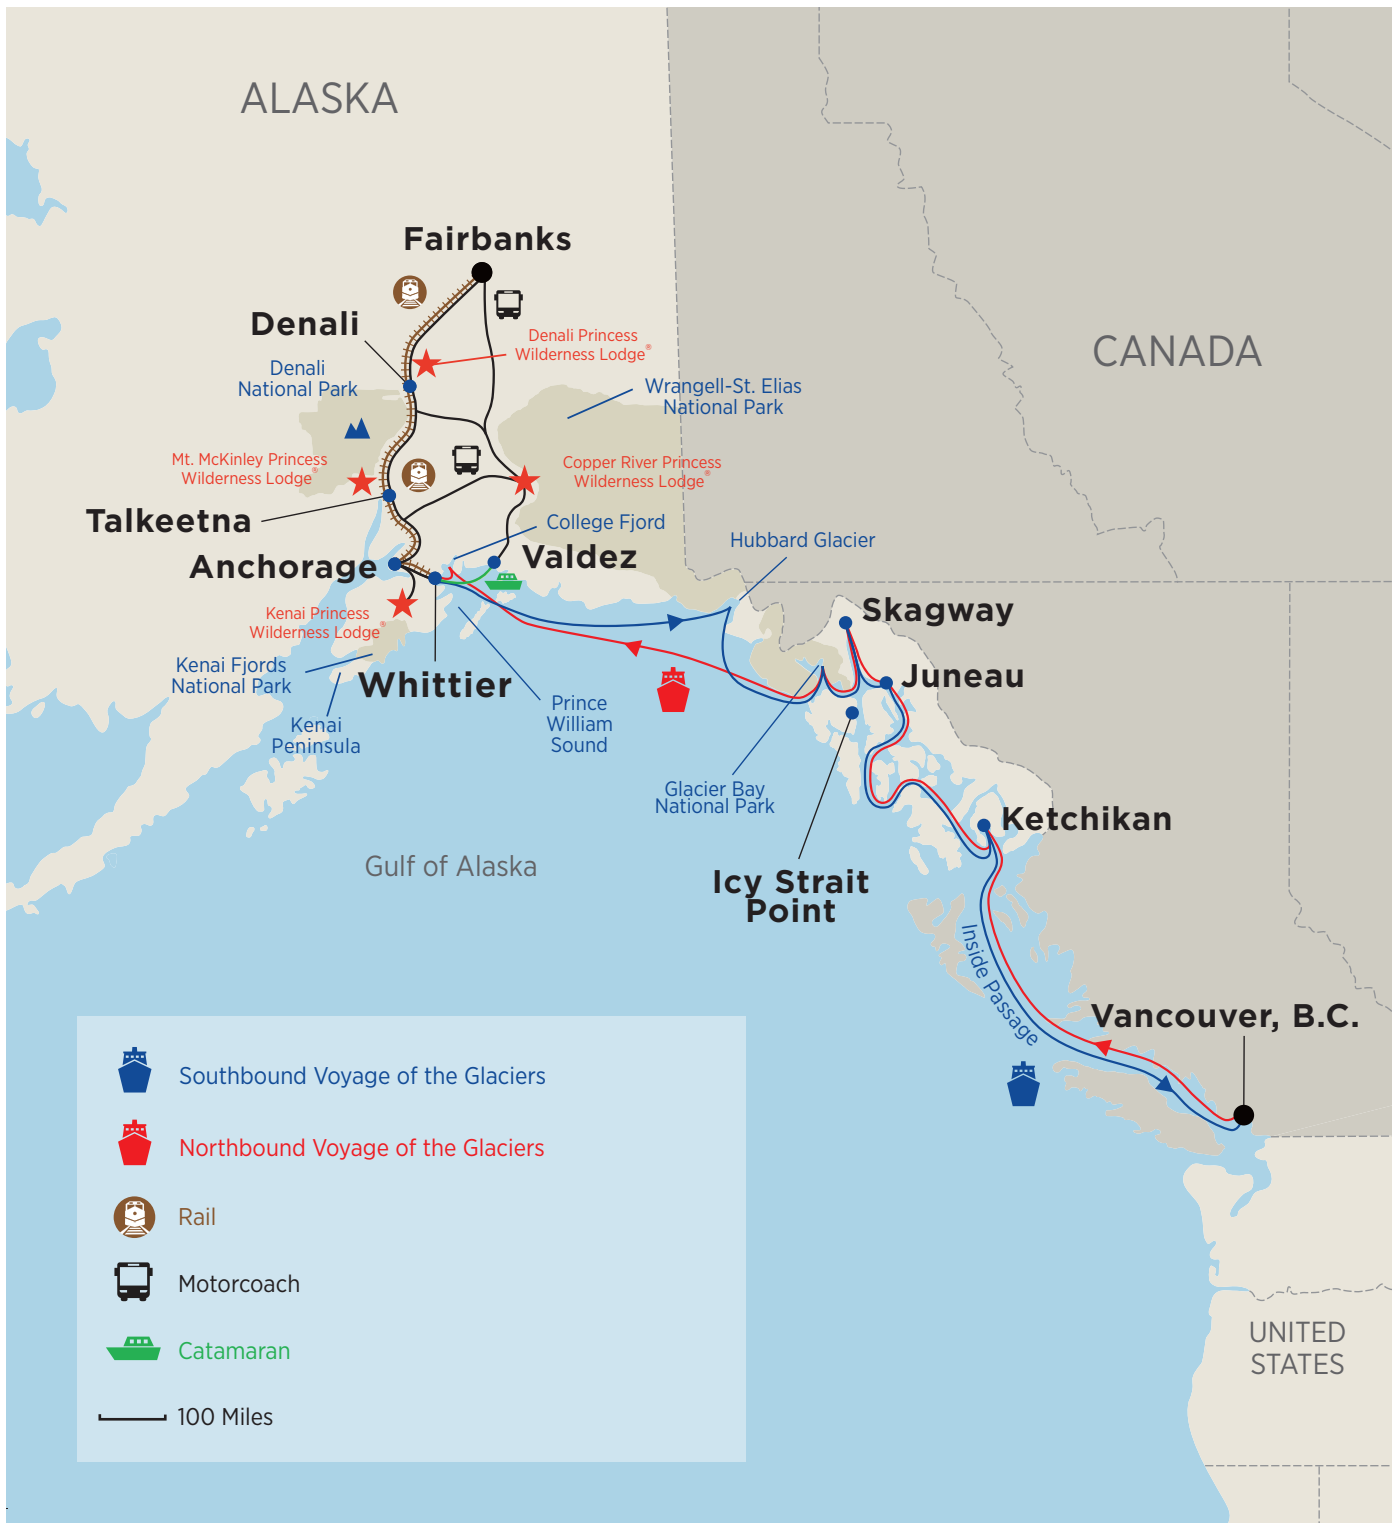 ALASKA
Fairbanks
Denali
Denali Princess
Wilderness Lodge®
CANADA
Denali
National Park
Wrangell-St. Elias
National Park
Mt. McKinley Princess
Wilderness Lodge®
Copper River Princess
Wilderness Lodge®
Talkeetna
College Fjord
Hubbard Glacier
Anchorage
Valdez
Kenai Princess
Wilderness Lodge®
Skagway
Kenai Fjords
National Park
Whittier
Juneau
Prince
William
Sound
Kenai
Peninsula
Glacier Bay
National Park
Ketchikan
Gulf of Alaska
Icy Strait
Point
Inside Passage
Vancouver, B.C.
Southbound Voyage of the Glaciers
Northbound Voyage of the Glaciers
Rail
Motorcoach
Catamaran
100 Miles
UNITED
STATES